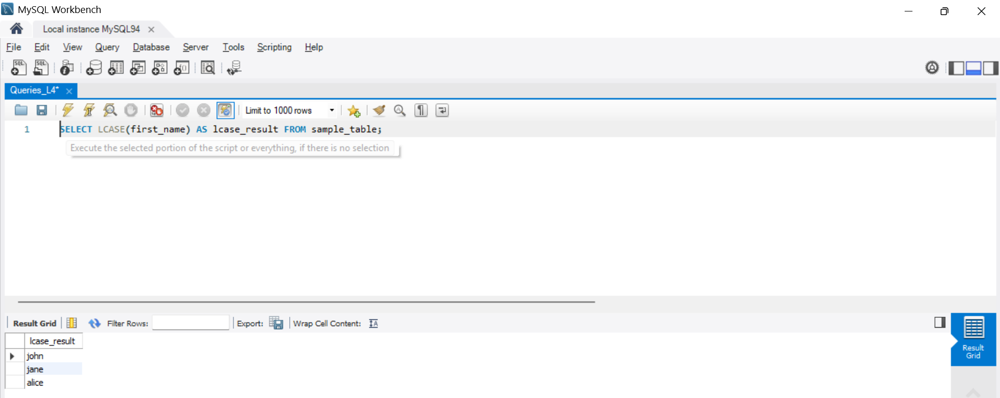 MySQL Workbench
Local instance MySQL94
File Edit View Query Database Server Tools Scripting Help
SQL SQL
Queries_L4*
Limit to 1000 rows
1 SELECT LCASE(first_name) AS lcase_result FROM sample_table;
Execute the selected portion of the script or everything, if there is no selection
Result Grid Filter Rows: Export: Wrap Cell Content:
Result
Grid
lcase_result
john
jane
alice